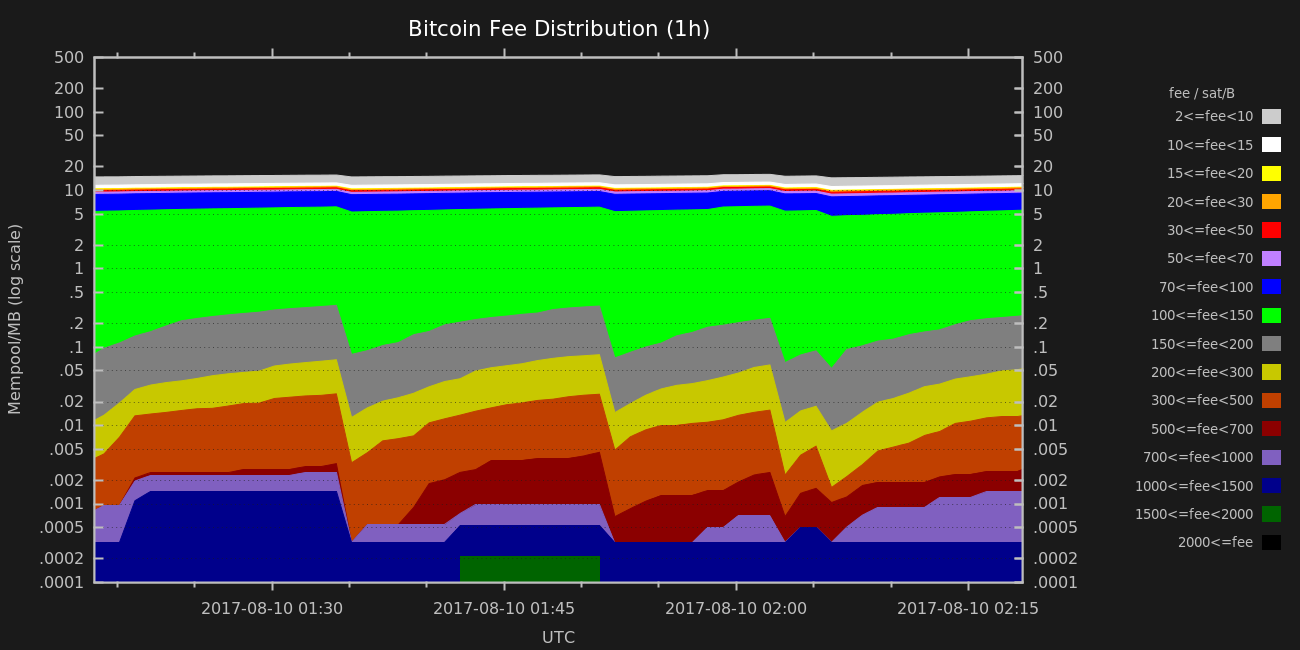 Bitcoin Fee Distribution (1h)
Mempool/MB (log scale)
500
200
100
50
20
10
5
2
1
.5
.2
.1
.05
.02
.01
.005
.002
.001
.0005
.0002
.0001
500
200
100
50
20
10
5
2
1
.5
.2
.1
.05
.02
.01
.005
.002
.001
.0005
.0002
.0001
2017-08-10 01:30 2017-08-10 01:45 2017-08-10 02:00 2017-08-10 02:15
UTC
fee / sat/B
2<=fee<10
10<=fee<15
15<=fee<20
20<=fee<30
30<=fee<50
50<=fee<70
70<=fee<100
100<=fee<150
150<=fee<200
200<=fee<300
300<=fee<500
500<=fee<700
700<=fee<1000
1000<=fee<1500
1500<=fee<2000
2000<=fee